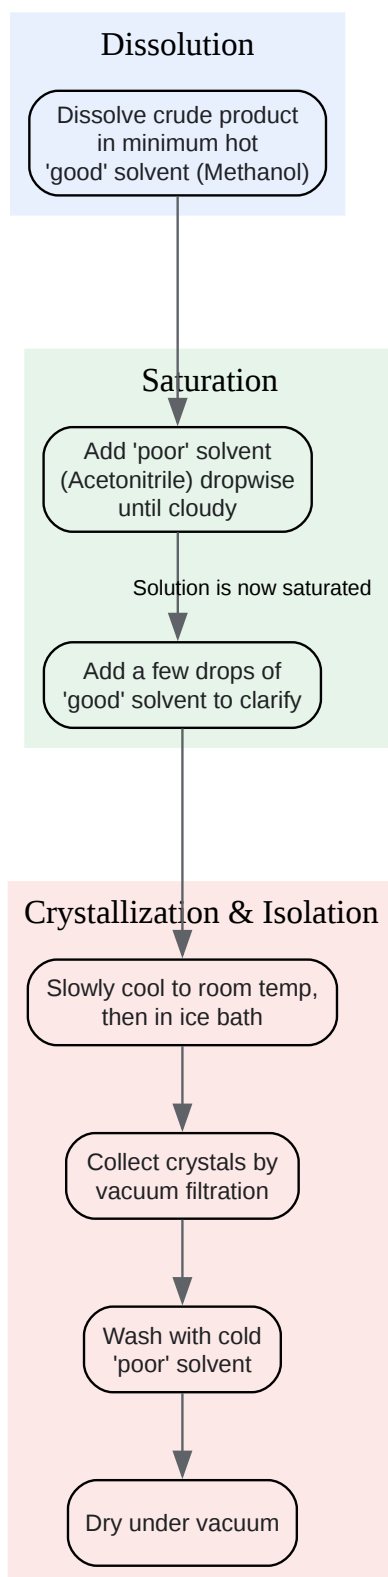 Dissolution
Dissolve crude product
in minimum hot
'good' solvent (Methanol)
Saturation
Add 'poor' solvent
(Acetonitrile) dropwise
until cloudy
Solution is now saturated
Add a few drops of
'good' solvent to clarify
Crystallization & Isolation
Slowly cool to room temp,
then in ice bath
Collect crystals by
vacuum filtration
Wash with cold
'poor' solvent
Dry under vacuum